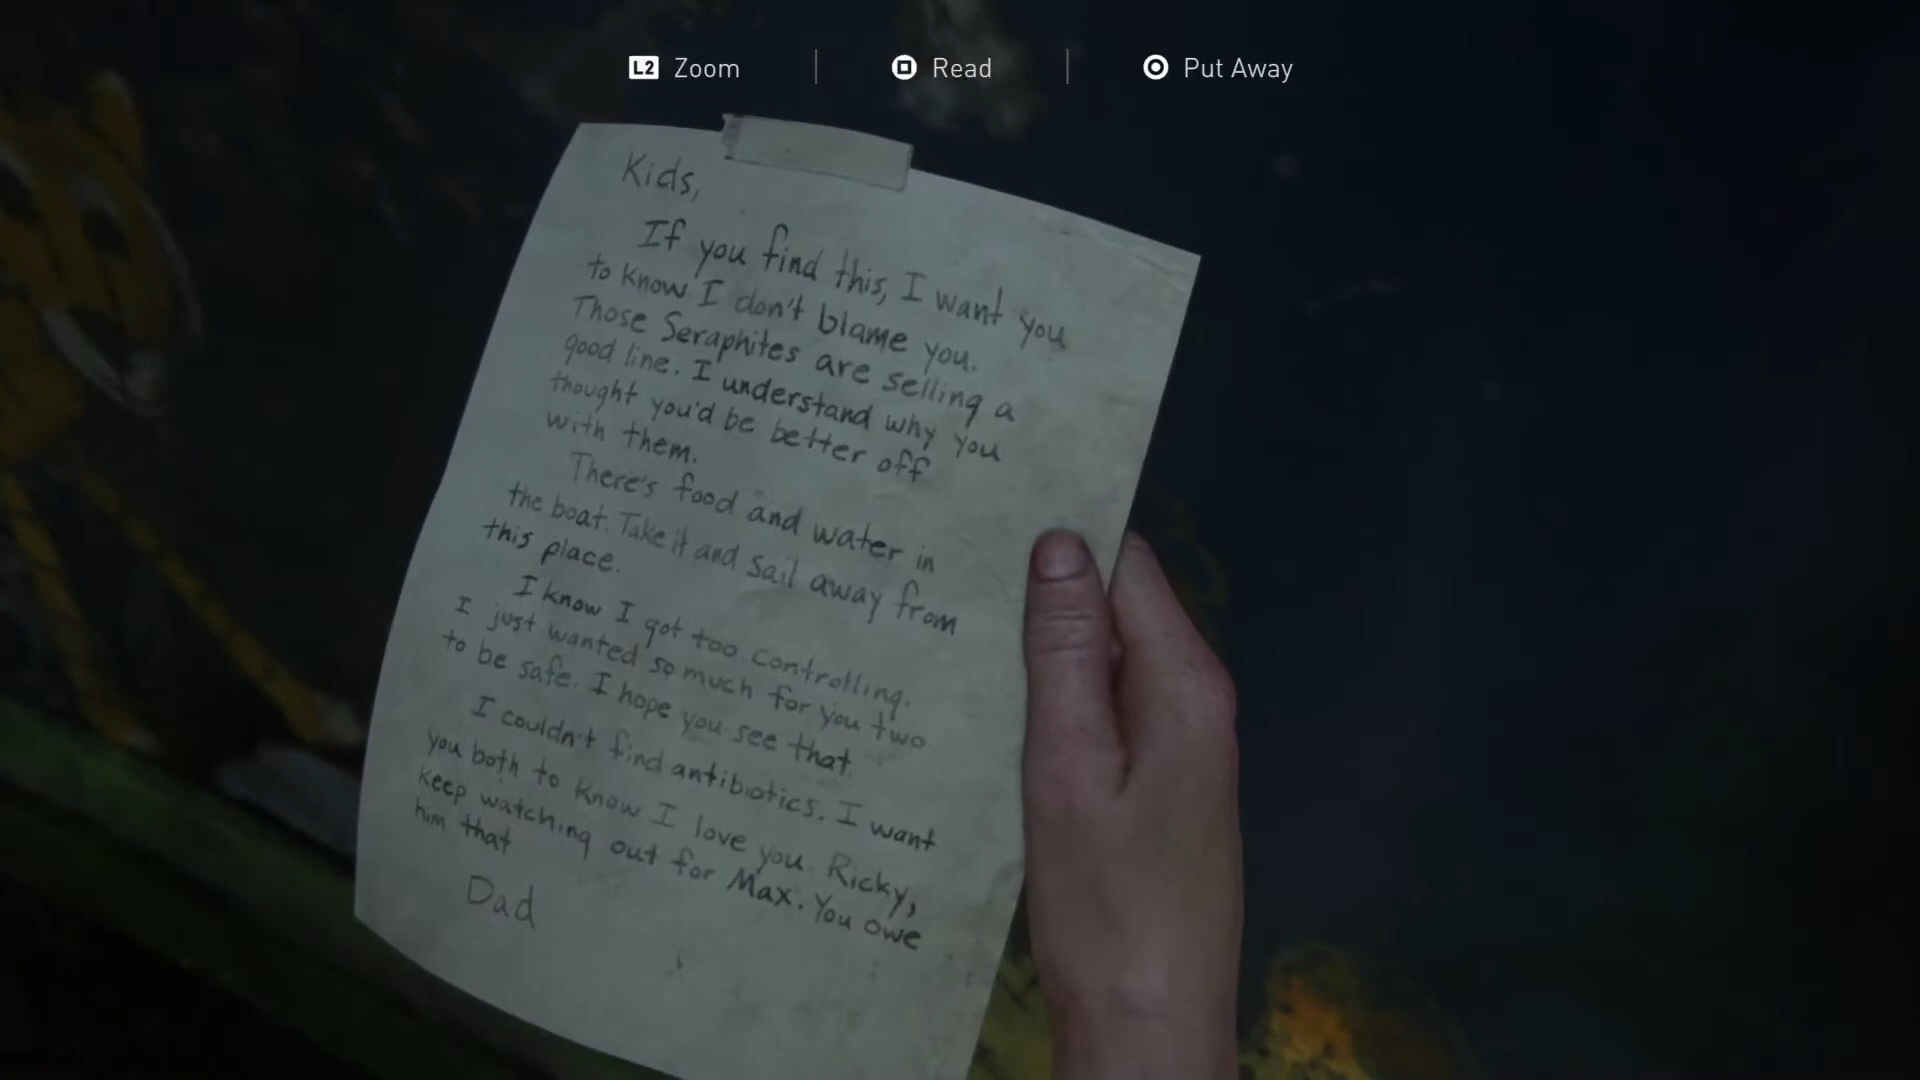 L2 Zoom | Read | Put Away
Kids,
If you find this, I want you
to know I don't blame you.
Those Seraphites are selling a
good line. I understand why you
thought you'd be better off
with them.
There's food and water in
the boat. Take it and sail away from
this place.
I know I got too controlling.
I just wanted so much for you two
to be safe. I hope you see that.
I couldn't find antibiotics. I want
you both to know I love you. Ricky,
keep watching out for Max. You owe
him that
Dad